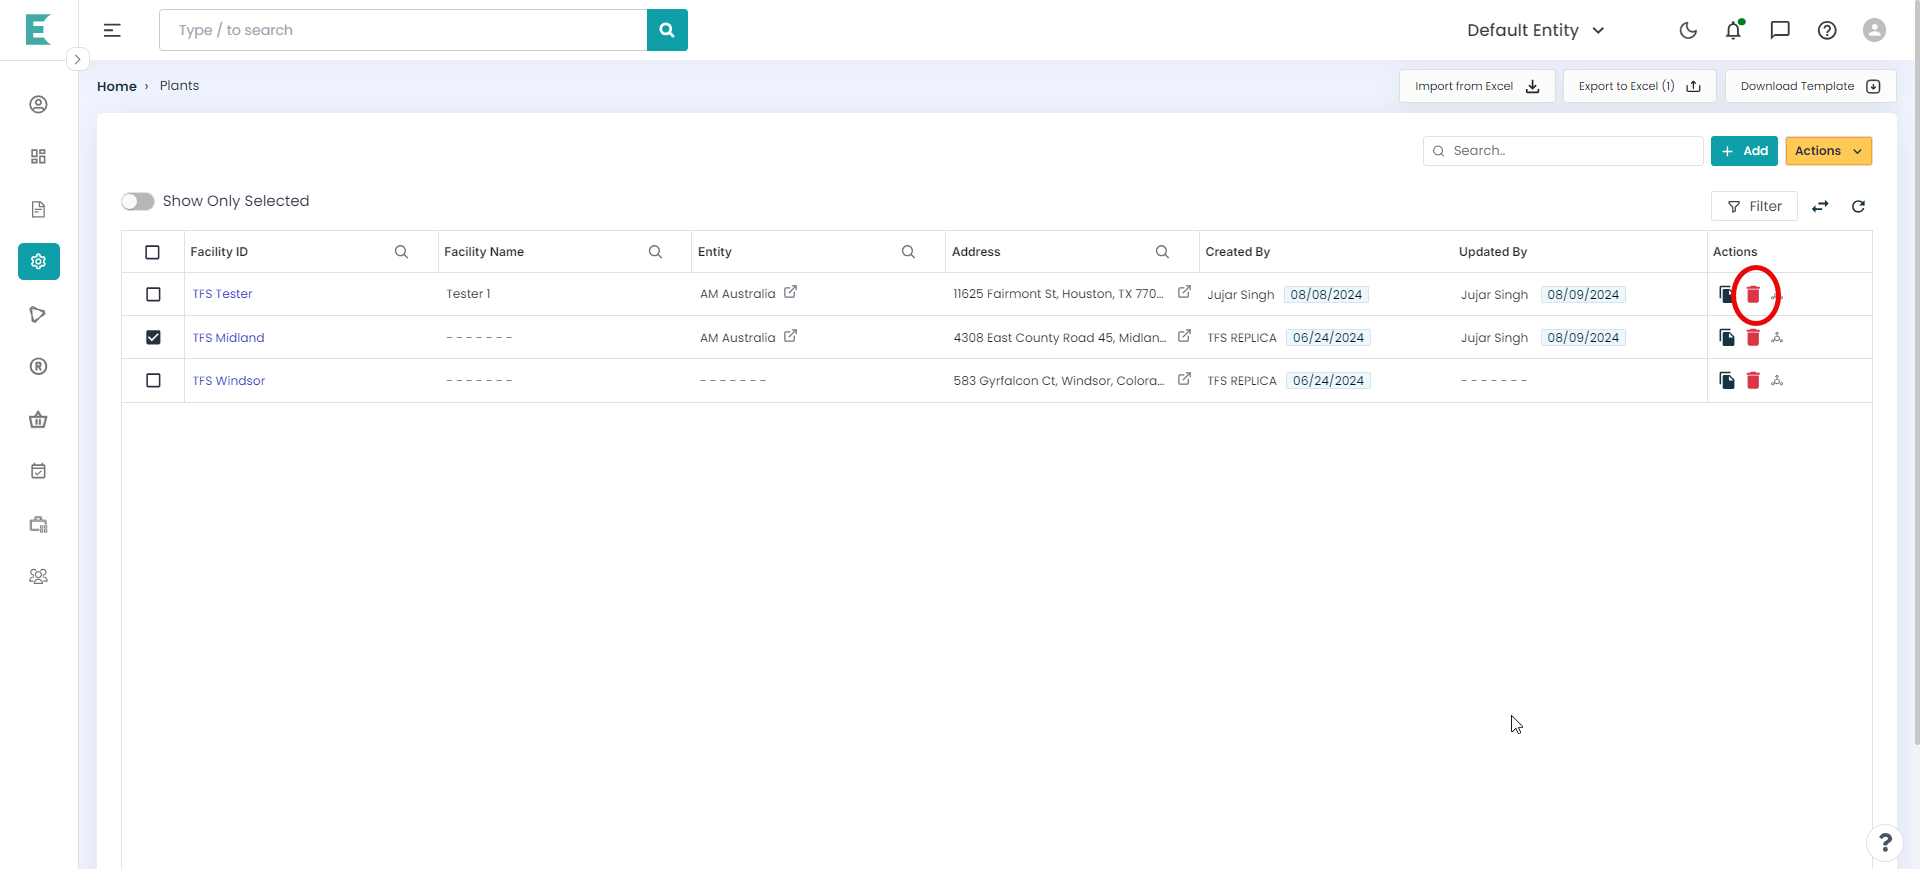 Type / to search
Default Entity
Home › Plants
Import from Excel
Export to Excel (1)
Download Template
Search..
+ Add
Actions
Show Only Selected
Filter
Facility ID Facility Name Entity Address Created By Updated By Actions
TFS Tester Tester 1 AM Australia 11625 Fairmont St, Houston, TX 770... Jujar Singh 08/08/2024 Jujar Singh 08/09/2024
TFS Midland - - - - - - - AM Australia 4308 East County Road 45, Midlan... TFS REPLICA 06/24/2024 Jujar Singh 08/09/2024
TFS Windsor - - - - - - - - - - - - - - 583 Gyrfalcon Ct, Windsor, Colora... TFS REPLICA 06/24/2024 - - - - - - -
?